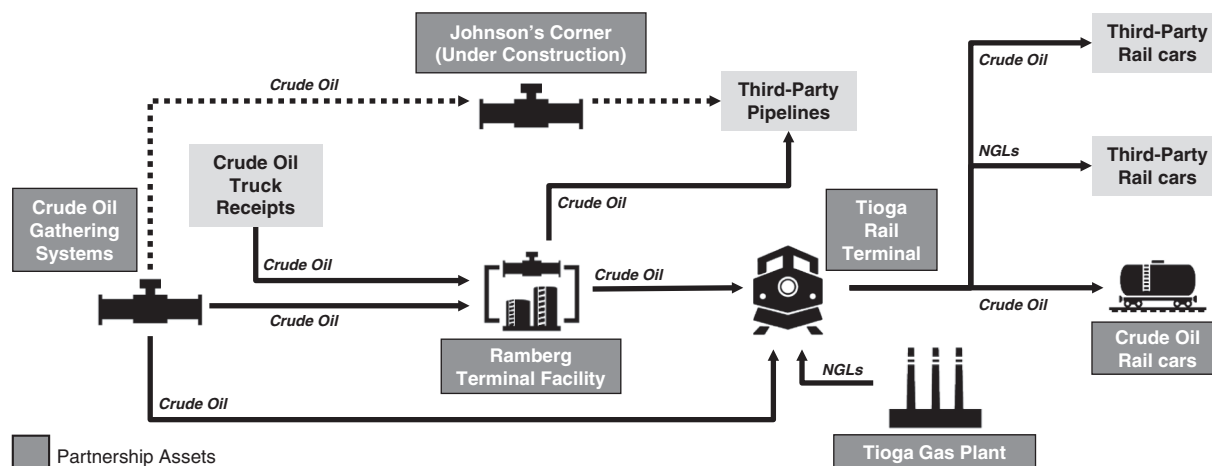 Johnson's Corner
(Under Construction)
Third-Party
Rail cars
Crude Oil
Crude Oil
Third-Party
Pipelines
Crude Oil
Truck
Receipts
NGLs
Third-Party
Rail cars
Crude Oil
Gathering
Systems
Crude Oil
Tioga
Rail
Terminal
Crude Oil
Crude Oil
Crude Oil
Crude Oil
Ramberg
Terminal Facility
Crude Oil
Rail cars
NGLs
Crude Oil
Tioga Gas Plant
Partnership Assets